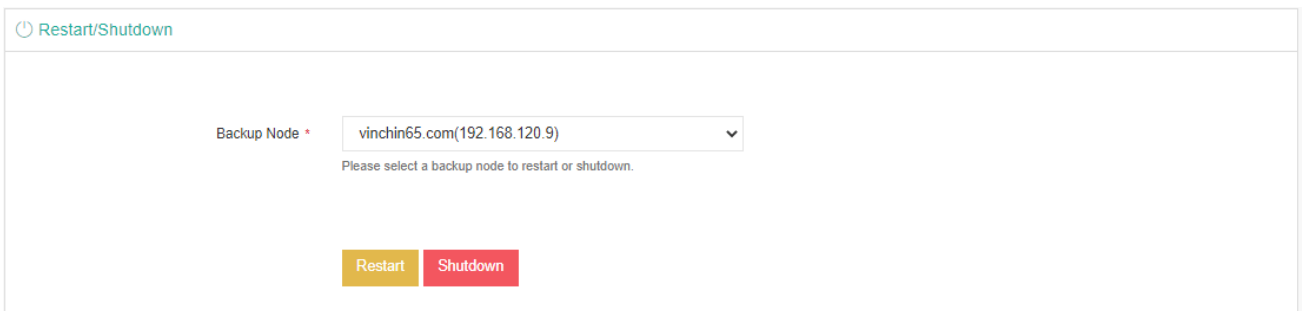 Restart/Shutdown
Backup Node *
vinchin65.com(192.168.120.9)
Please select a backup node to restart or shutdown.
Restart
Shutdown